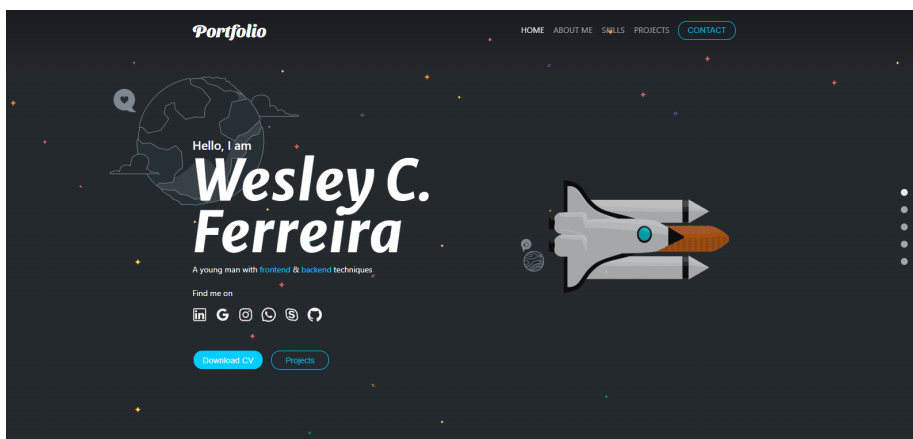 Portfolio
HOME ABOUT ME SKILLS PROJECTS CONTACT
Hello, I am
Wesley C.
Ferreira
A young man with frontend & backend techniques
Find me on
Download CV Projects